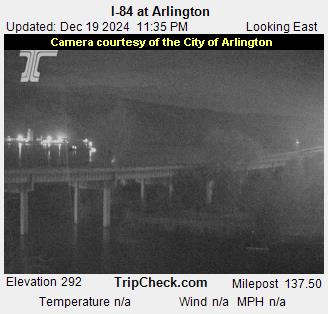 I-84 at Arlington
Updated: Dec 19 2024 11:35 PM Looking East
Camera courtesy of the City of Arlington
Elevation 292 TripCheck.com Milepost 137.50
Temperature n/a Wind n/a MPH n/a